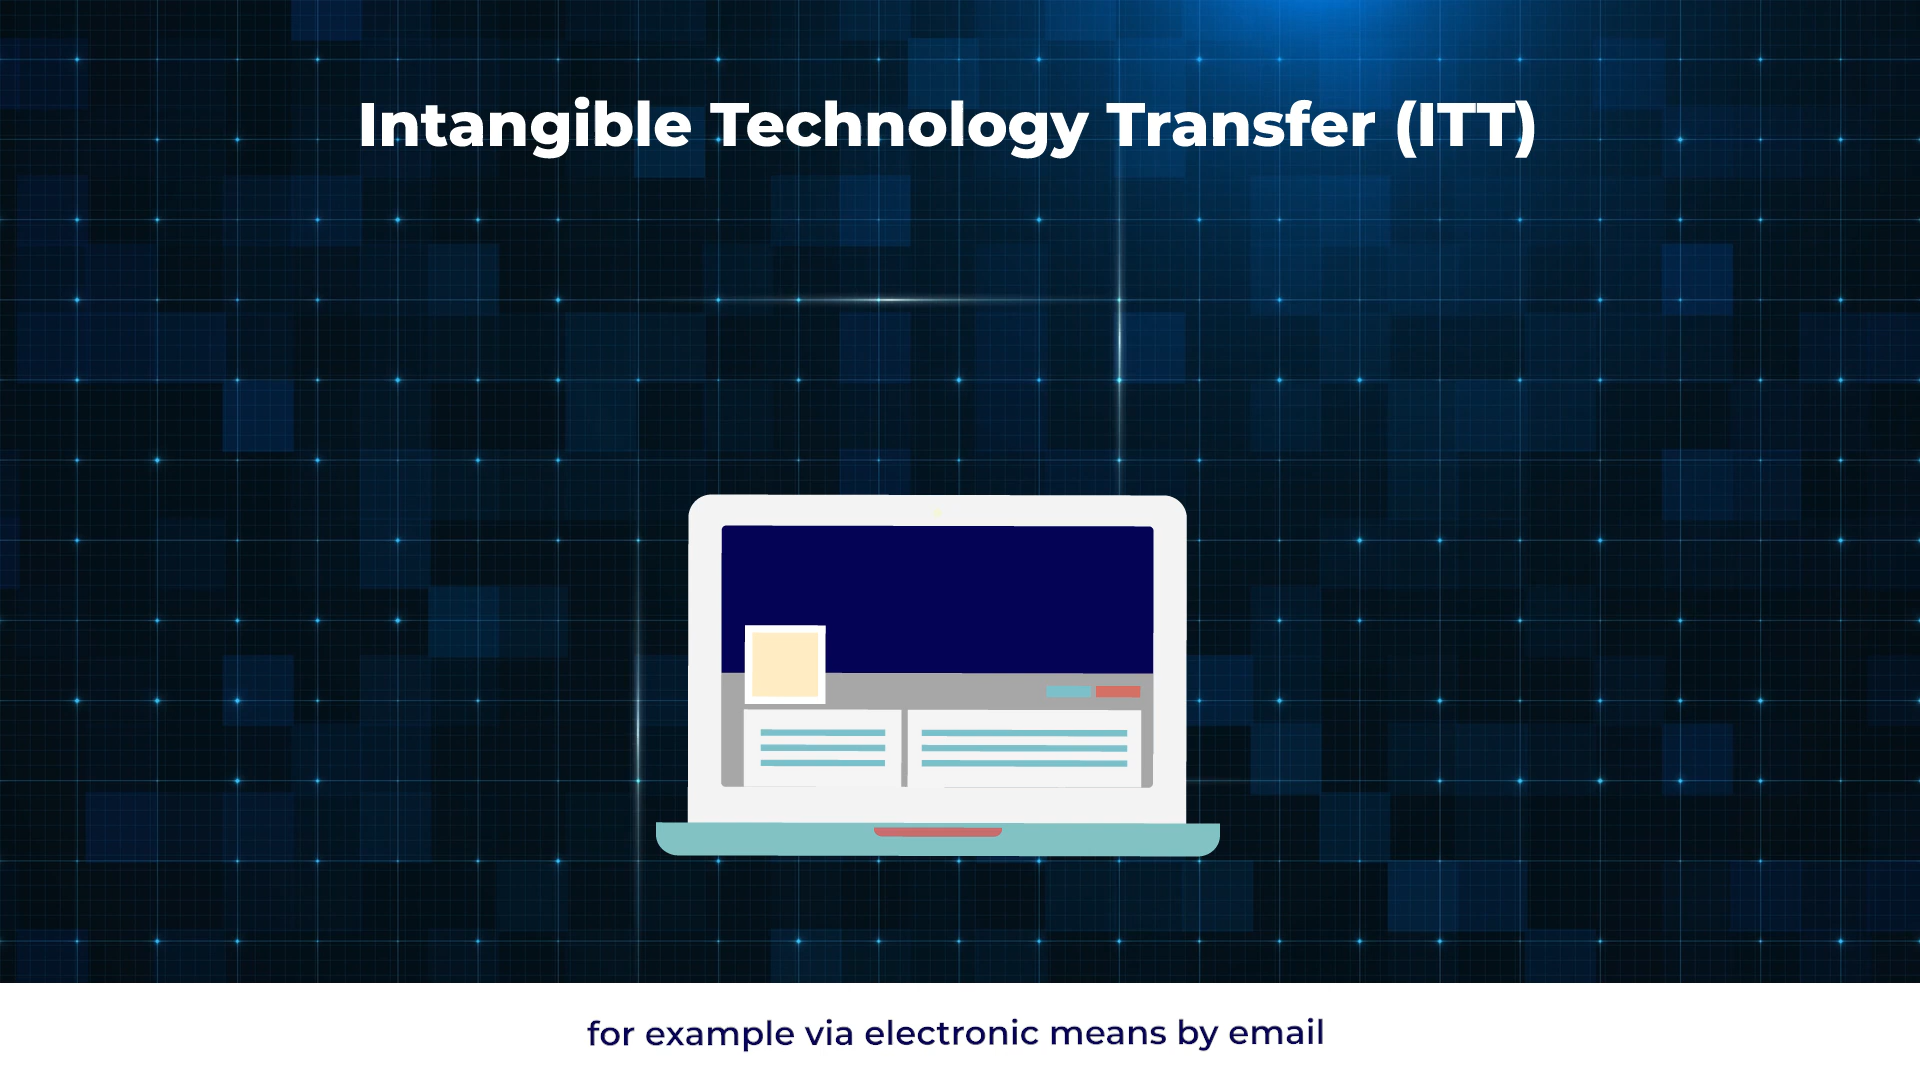 Intangible Technology Transfer (ITT)
for example via electronic means by email